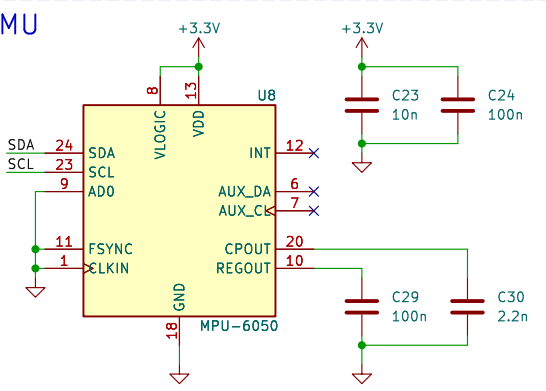 MU
+3.3V
+3.3V
8
13
U8
VLOGIC
VDD
C23
10n
C24
100n
SDA
24
SDA
INT
12
SCL
23
SCL
9
AD0
AUX_DA
6
AUX_CL
7
11
FSYNC
CPOUT
20
1
CLKIN
REGOUT
10
GND
C29
100n
C30
2.2n
18
MPU-6050